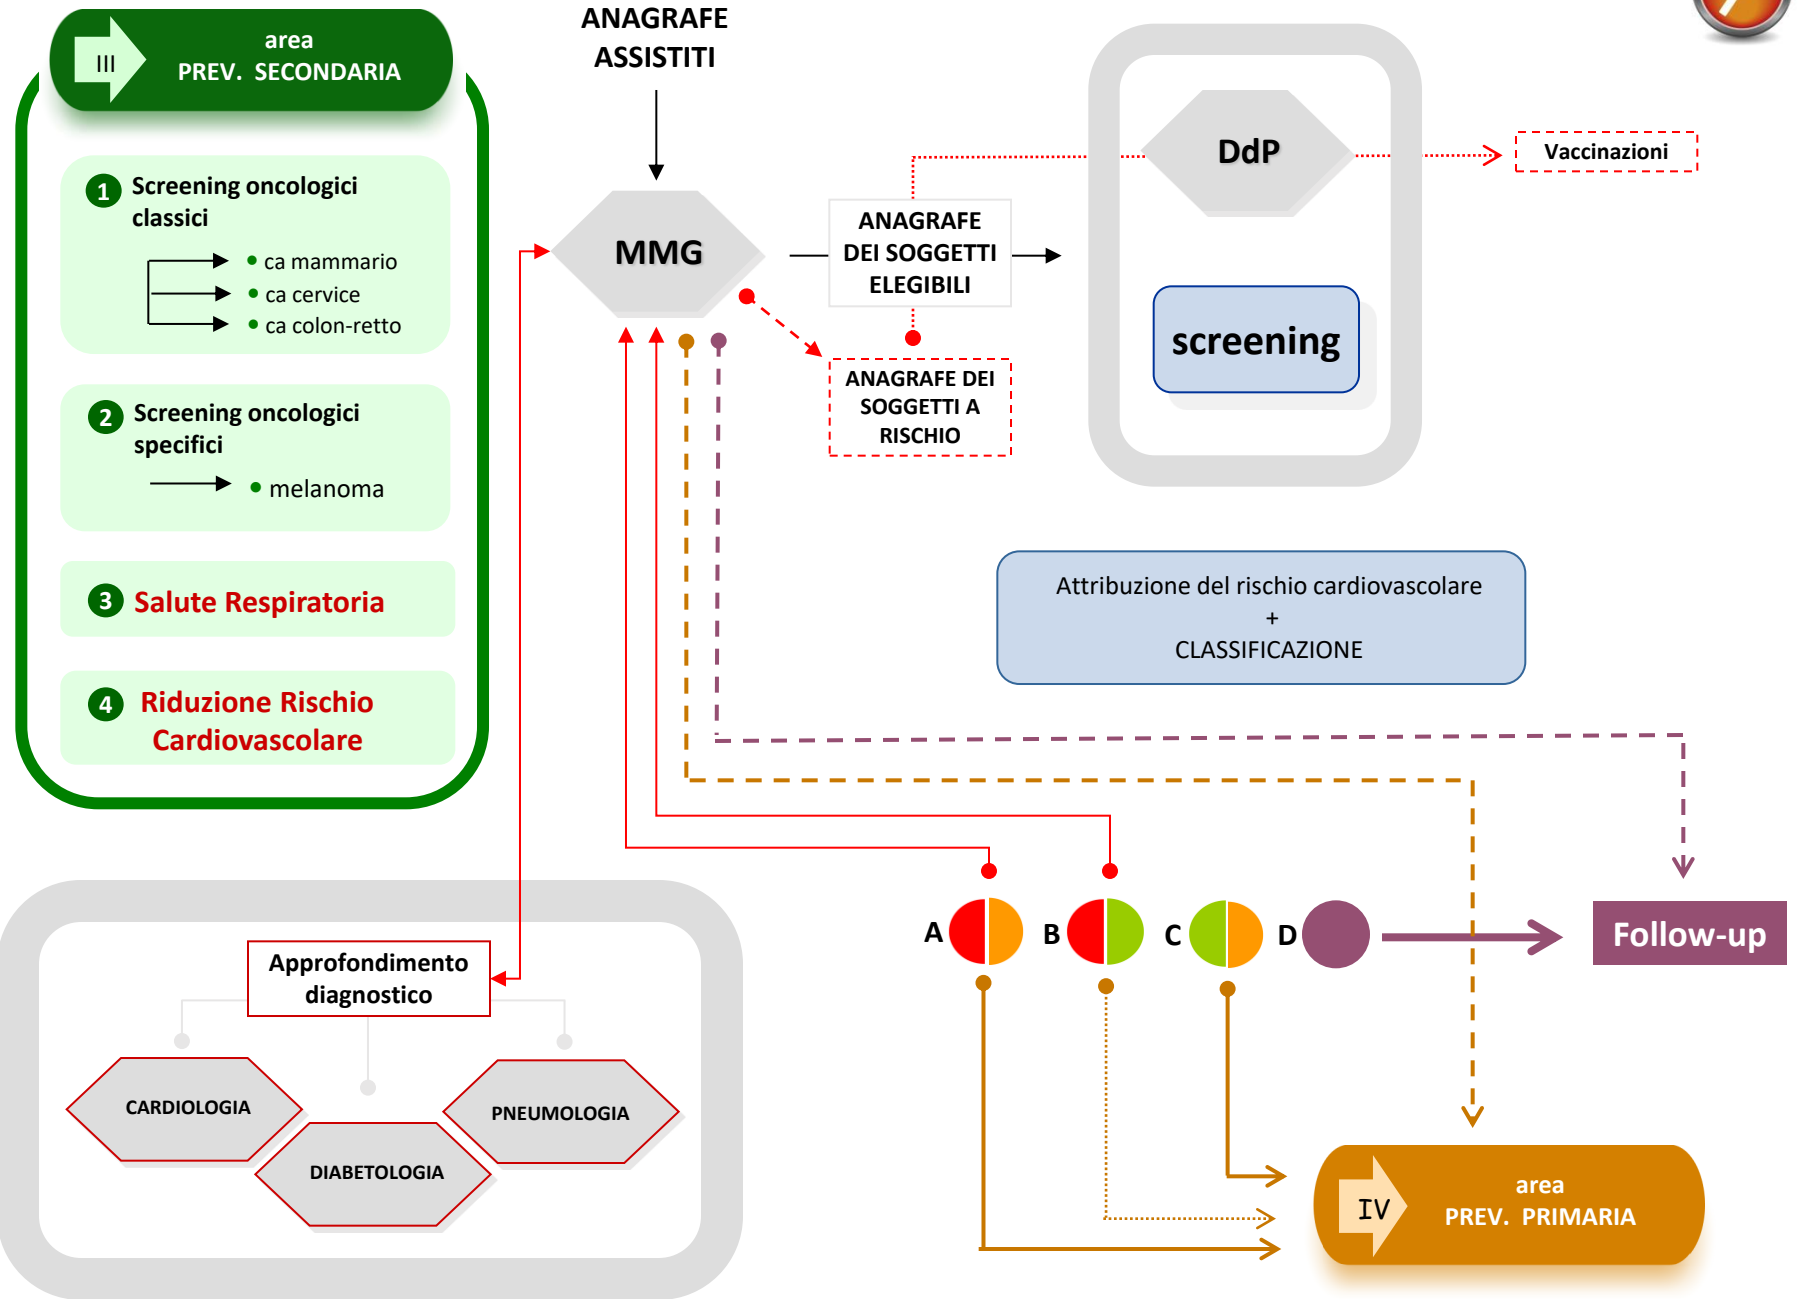 III
area
PREV. SECONDARIA
1
Screening oncologici
classici
• ca mammario
• ca cervice
• ca colon-retto
2
Screening oncologici
specifici
• melanoma
3
Salute Respiratoria
4
Riduzione Rischio
Cardiovascolare
ANAGRAFE
ASSISTITI
MMG
ANAGRAFE
DEI SOGGETTI
ELEGIBILI
ANAGRAFE DEI
SOGGETTI A
RISCHIO
DdP
screening
Vaccinazioni
Attribuzione del rischio cardiovascolare
+
CLASSIFICAZIONE
A
B
C
D
Follow-up
Approfondimento
diagnostico
CARDIOLOGIA
DIABETOLOGIA
PNEUMOLOGIA
IV
area
PREV. PRIMARIA